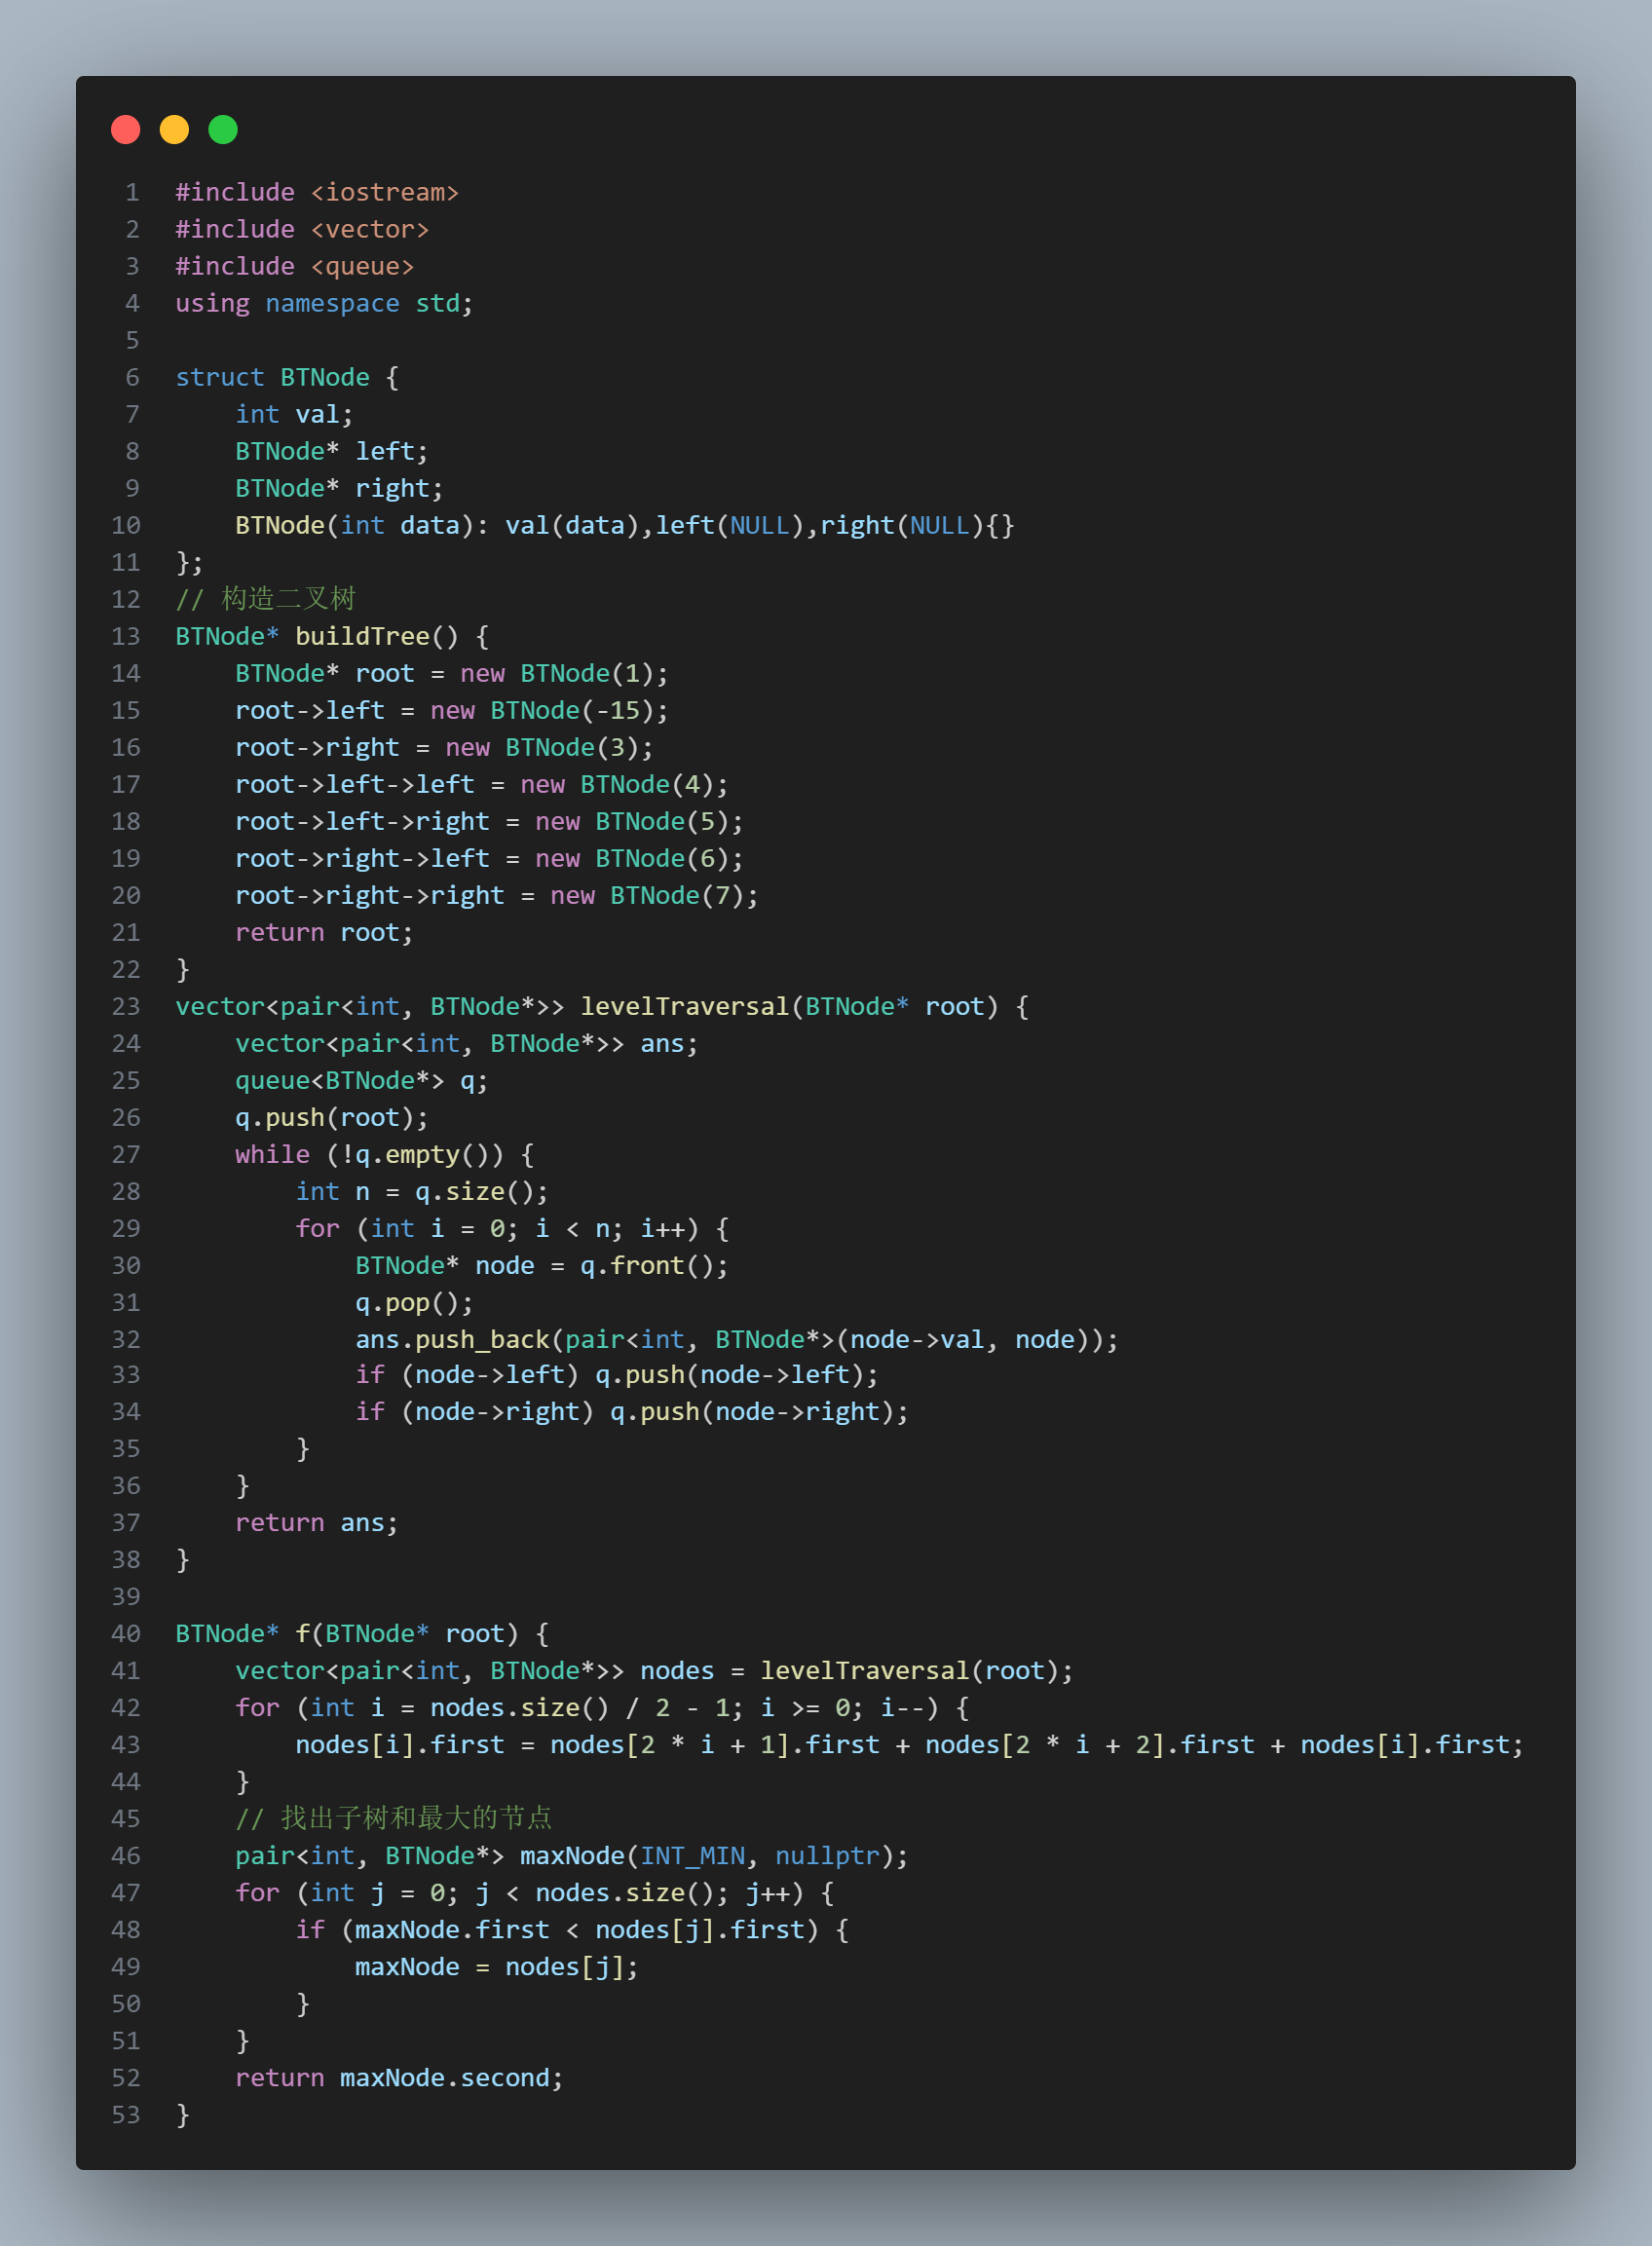 1 #include <iostream>
2 #include <vector>
3 #include <queue>
4 using namespace std;
5
6 struct BTNode {
7     int val;
8     BTNode* left;
9     BTNode* right;
10     BTNode(int data): val(data),left(NULL),right(NULL){}
11 };
12 // 构造二叉树
13 BTNode* buildTree() {
14     BTNode* root = new BTNode(1);
15     root->left = new BTNode(-15);
16     root->right = new BTNode(3);
17     root->left->left = new BTNode(4);
18     root->left->right = new BTNode(5);
19     root->right->left = new BTNode(6);
20     root->right->right = new BTNode(7);
21     return root;
22 }
23 vector<pair<int, BTNode*>> levelTraversal(BTNode* root) {
24     vector<pair<int, BTNode*>> ans;
25     queue<BTNode*> q;
26     q.push(root);
27     while (!q.empty()) {
28         int n = q.size();
29         for (int i = 0; i < n; i++) {
30             BTNode* node = q.front();
31             q.pop();
32             ans.push_back(pair<int, BTNode*>(node->val, node));
33             if (node->left) q.push(node->left);
34             if (node->right) q.push(node->right);
35         }
36     }
37     return ans;
38 }
39
40 BTNode* f(BTNode* root) {
41     vector<pair<int, BTNode*>> nodes = levelTraversal(root);
42     for (int i = nodes.size() / 2 - 1; i >= 0; i--) {
43         nodes[i].first = nodes[2 * i + 1].first + nodes[2 * i + 2].first + nodes[i].first;
44     }
45     // 找出子树和最大的节点
46     pair<int, BTNode*> maxNode(INT_MIN, nullptr);
47     for (int j = 0; j < nodes.size(); j++) {
48         if (maxNode.first < nodes[j].first) {
49             maxNode = nodes[j];
50         }
51     }
52     return maxNode.second;
53 }